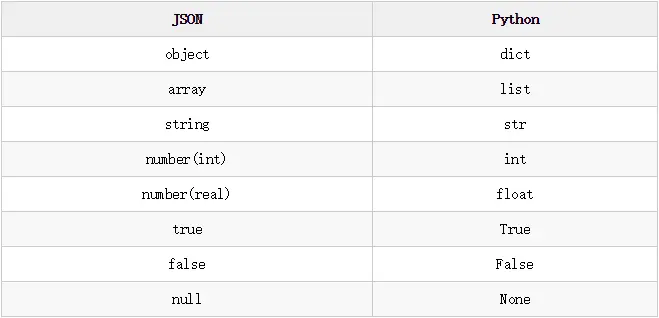 JSON Python
object dict
array list
string str
number(int) int
number(real) float
true True
false False
null None